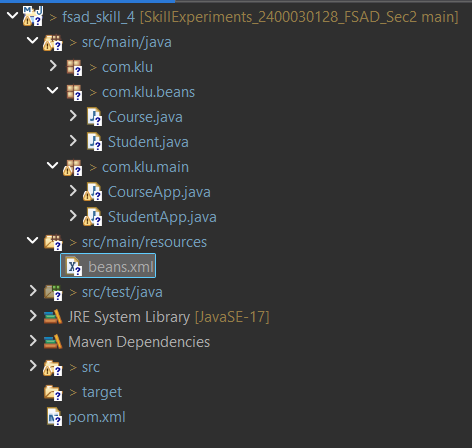 > fsad_skill_4 [SkillExperiments_2400030128_FSAD_Sec2 main]
> src/main/java
> com.klu
> com.klu.beans
> Course.java
> Student.java
> com.klu.main
> CourseApp.java
> StudentApp.java
> src/main/resources
beans.xml
> src/test/java
JRE System Library [JavaSE-17]
Maven Dependencies
> src
> target
pom.xml